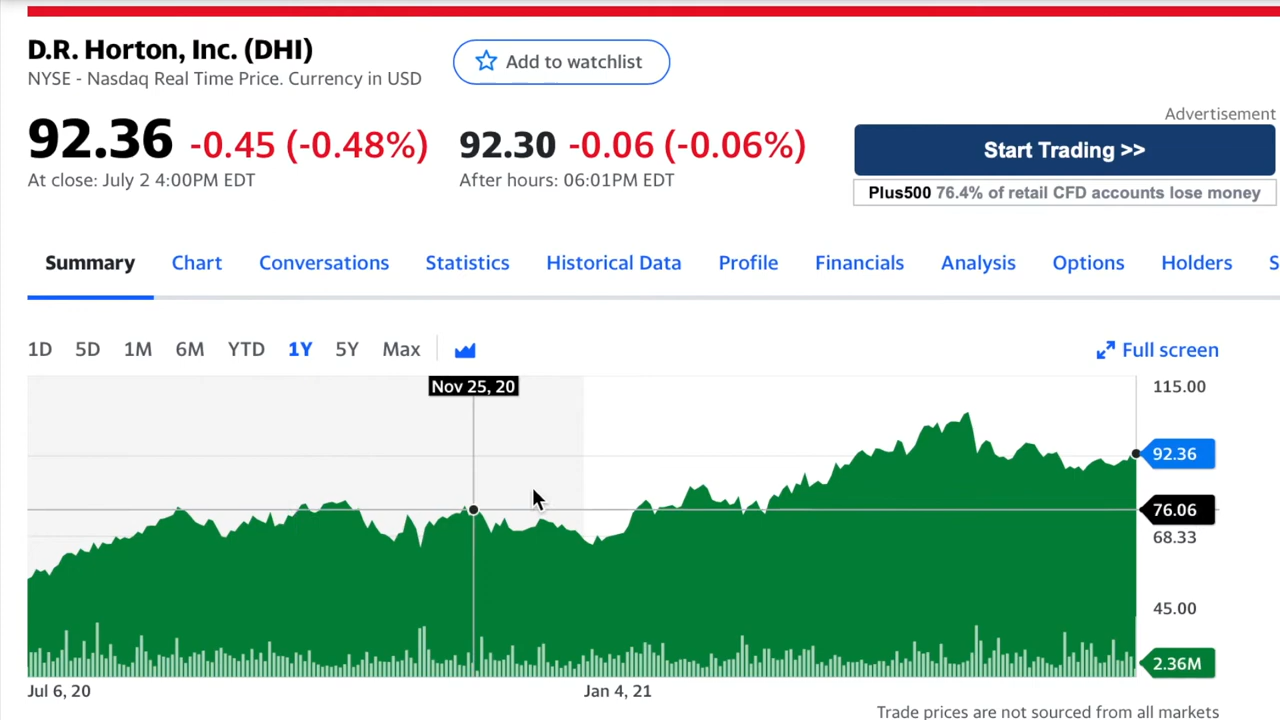 D.R. Horton, Inc. (DHI)
NYSE - Nasdaq Real Time Price. Currency in USD
Add to watchlist
92.36 -0.45 (-0.48%)
At close: July 2 4:00PM EDT
92.30 -0.06 (-0.06%)
After hours: 06:01PM EDT
Advertisement
Start Trading >>
Plus500 76.4% of retail CFD accounts lose money
Summary Chart Conversations Statistics Historical Data Profile Financials Analysis Options Holders S
1D 5D 1M 6M YTD 1Y 5Y Max
Full screen
Nov 25, 20
115.00
92.36
76.06
68.33
45.00
2.36M
Jul 6, 20 Jan 4, 21
Trade prices are not sourced from all markets